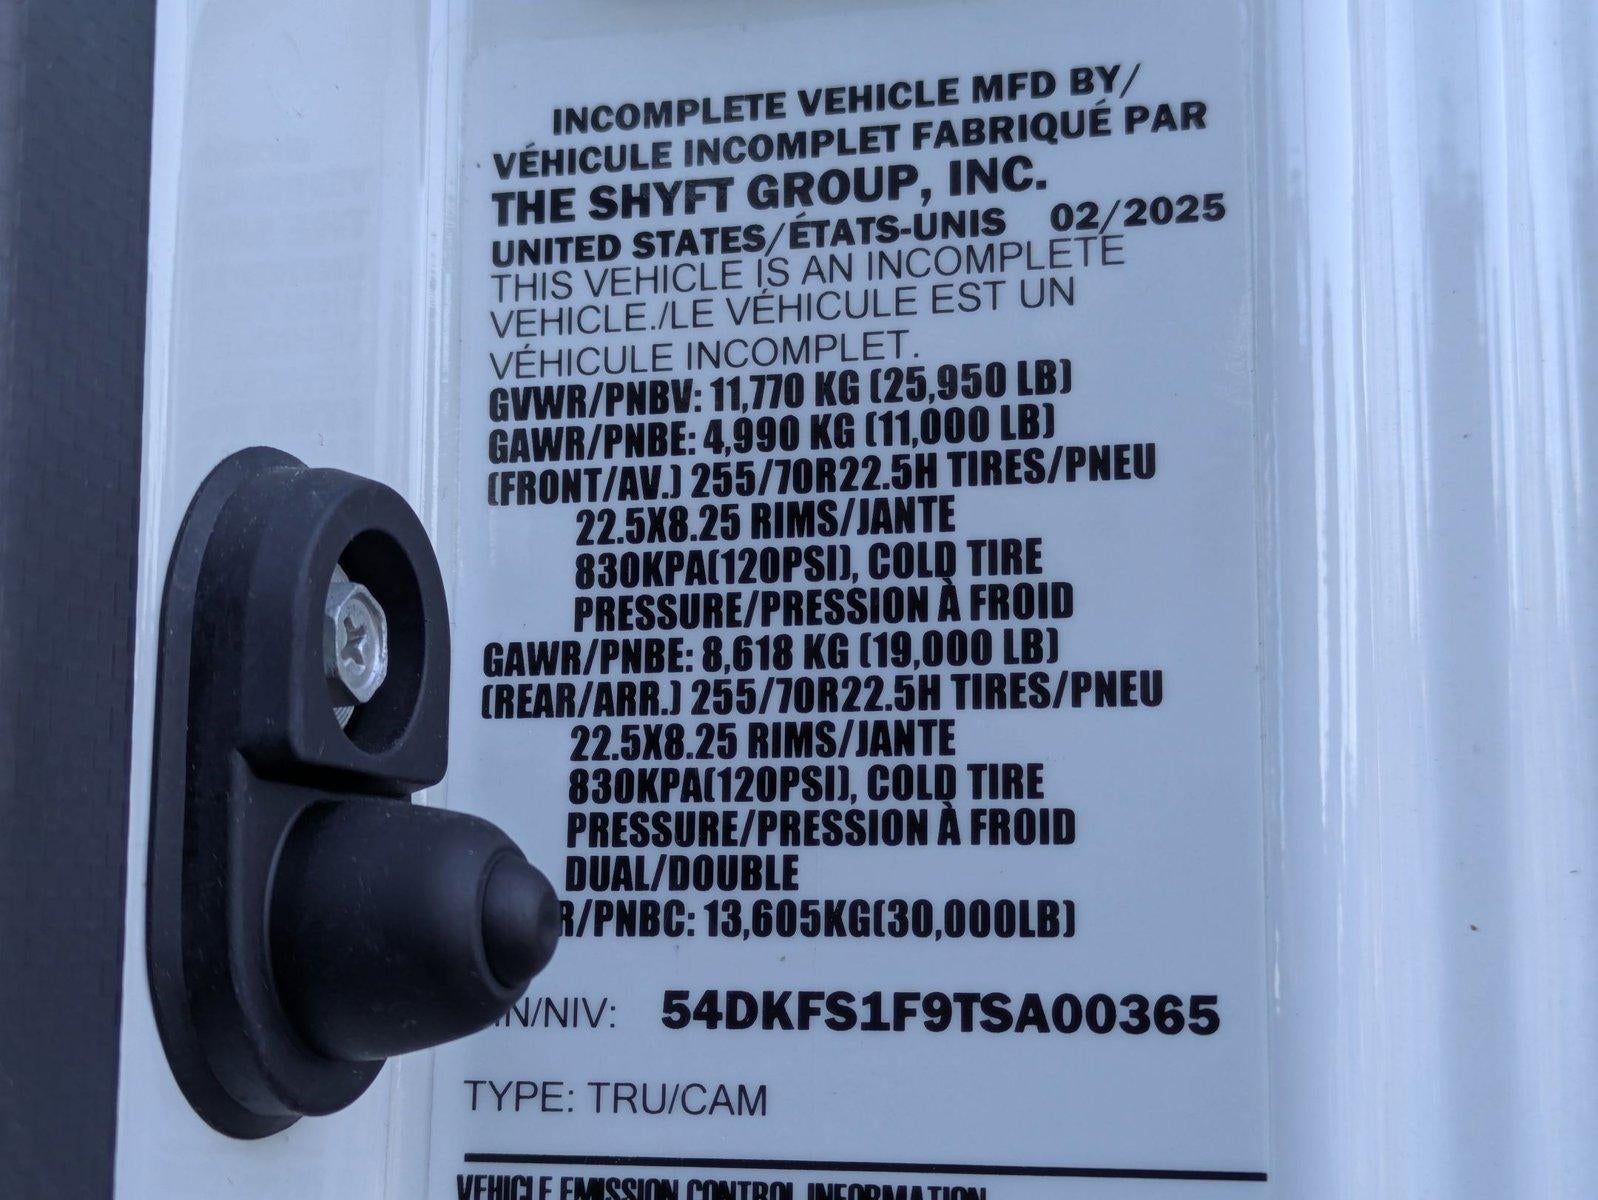 INCOMPLETE VEHICLE MFD BY/
VÉHICULE INCOMPLET FABRIQUÉ PAR
THE SHYFT GROUP, INC.
UNITED STATES/ÉTATS-UNIS 02/2025
THIS VEHICLE IS AN INCOMPLETE
VEHICLE./LE VÉHICULE EST UN
VÉHICULE INCOMPLET.
GVWR/PNBV: 11,770 KG (25,950 LB)
GAWR/PNBE: 4,990 KG (11,000 LB)
(FRONT/AV.) 255/70R22.5H TIRES/PNEU
22.5X8.25 RIMS/JANTE
830KPA(120PSI), COLD TIRE
PRESSURE/PRESSION À FROID
GAWR/PNBE: 8,618 KG (19,000 LB)
(REAR/ARR.) 255/70R22.5H TIRES/PNEU
22.5X8.25 RIMS/JANTE
830KPA(120PSI), COLD TIRE
PRESSURE/PRESSION À FROID
DUAL/DOUBLE
R/PNBC: 13,605KG(30,000LB)
IN/NIV: 54DKFS1F9TSA00365
TYPE: TRU/CAM
VEHICLE EMISSION CONTROL INFORMATION